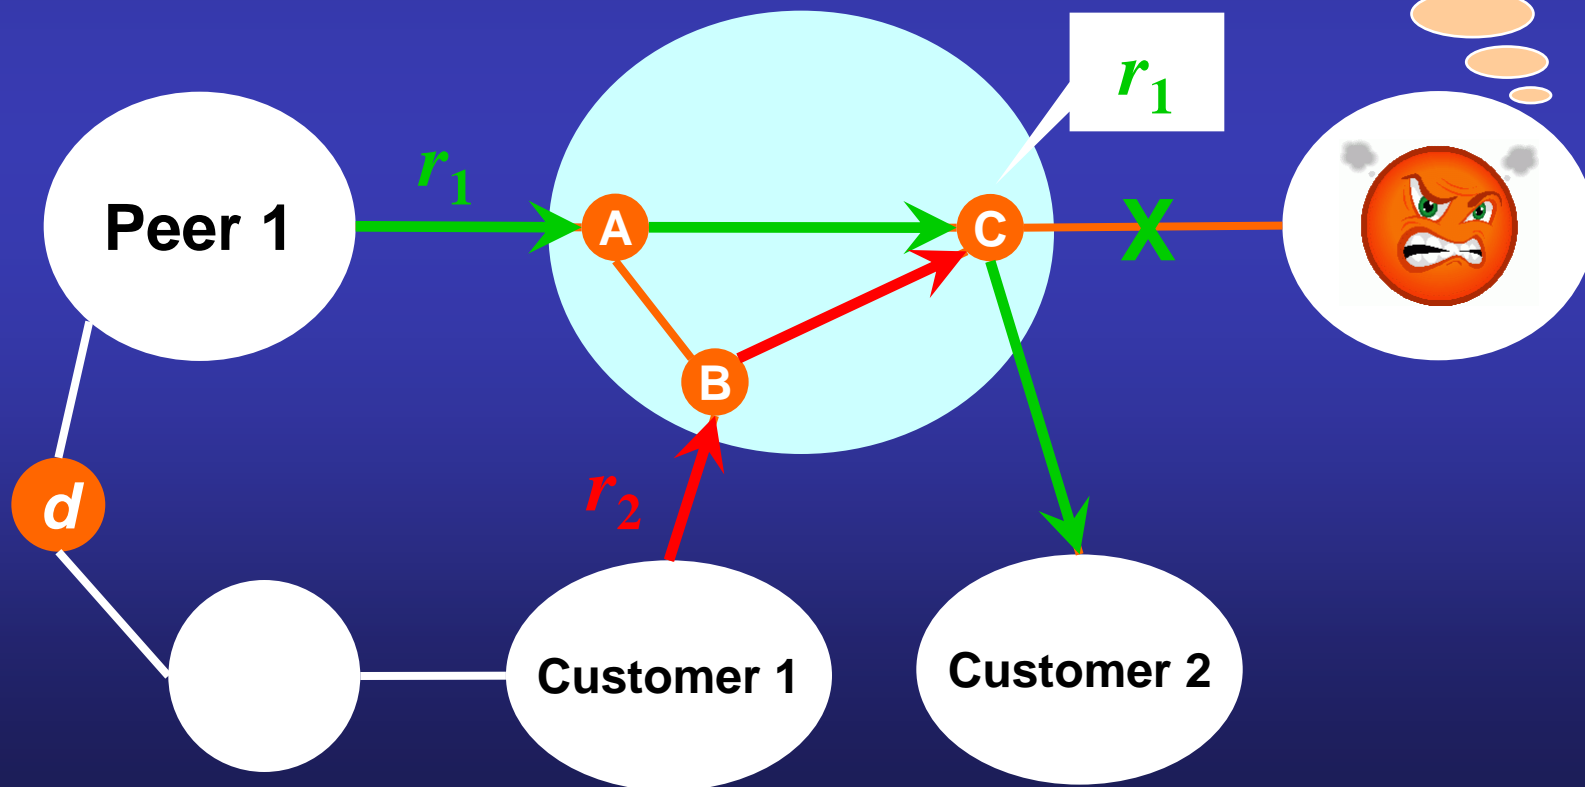 r₁
r₁
Peer 1
A
C
X
B
r₂
d
Customer 1
Customer 2